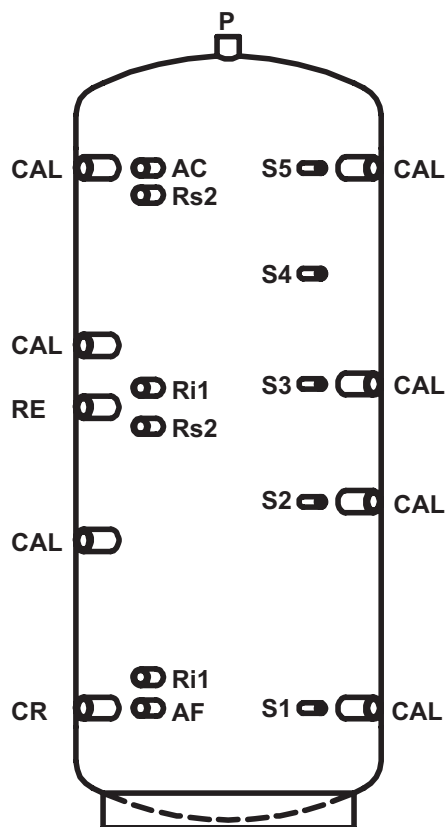 P
CAL AC S5 CAL
Rs2
S4
CAL
Ri1 S3 CAL
RE
Rs2
S2 CAL
CAL
Ri1
CR AF S1 CAL